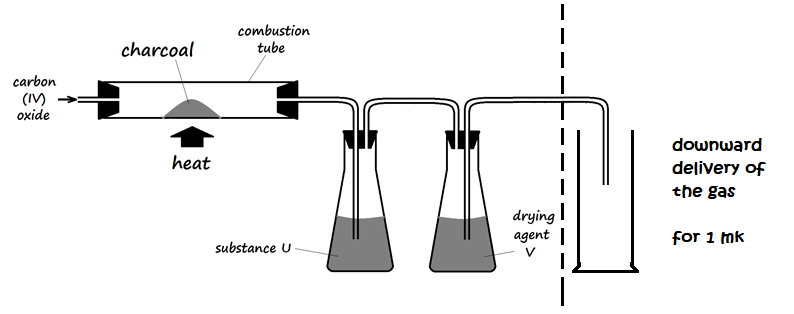 combustion
tube
charcoal
carbon
(IV)
oxide
heat
substance U
drying
agent
V
downward
delivery of
the gas
for 1 mk